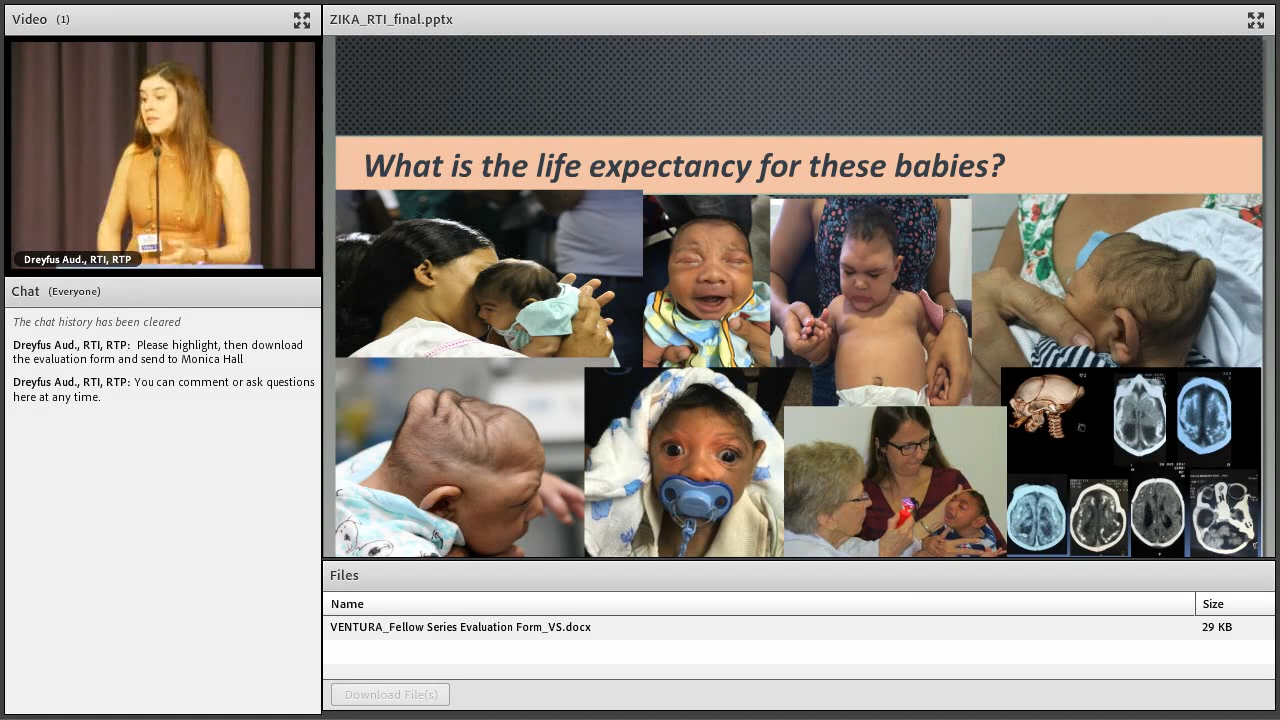 Video (1)
Dreyfus Aud., RTI, RTP
Chat (Everyone)
The chat history has been cleared
Dreyfus Aud., RTI, RTP: Please highlight, then download
the evaluation form and send to Monica Hall
Dreyfus Aud., RTI, RTP: You can comment or ask questions
here at any time.
ZIKA_RTI_final.pptx
What is the life expectancy for these babies?
Files
Name Size
VENTURA_Fellow Series Evaluation Form_VS.docx 29 KB
Download File(s)